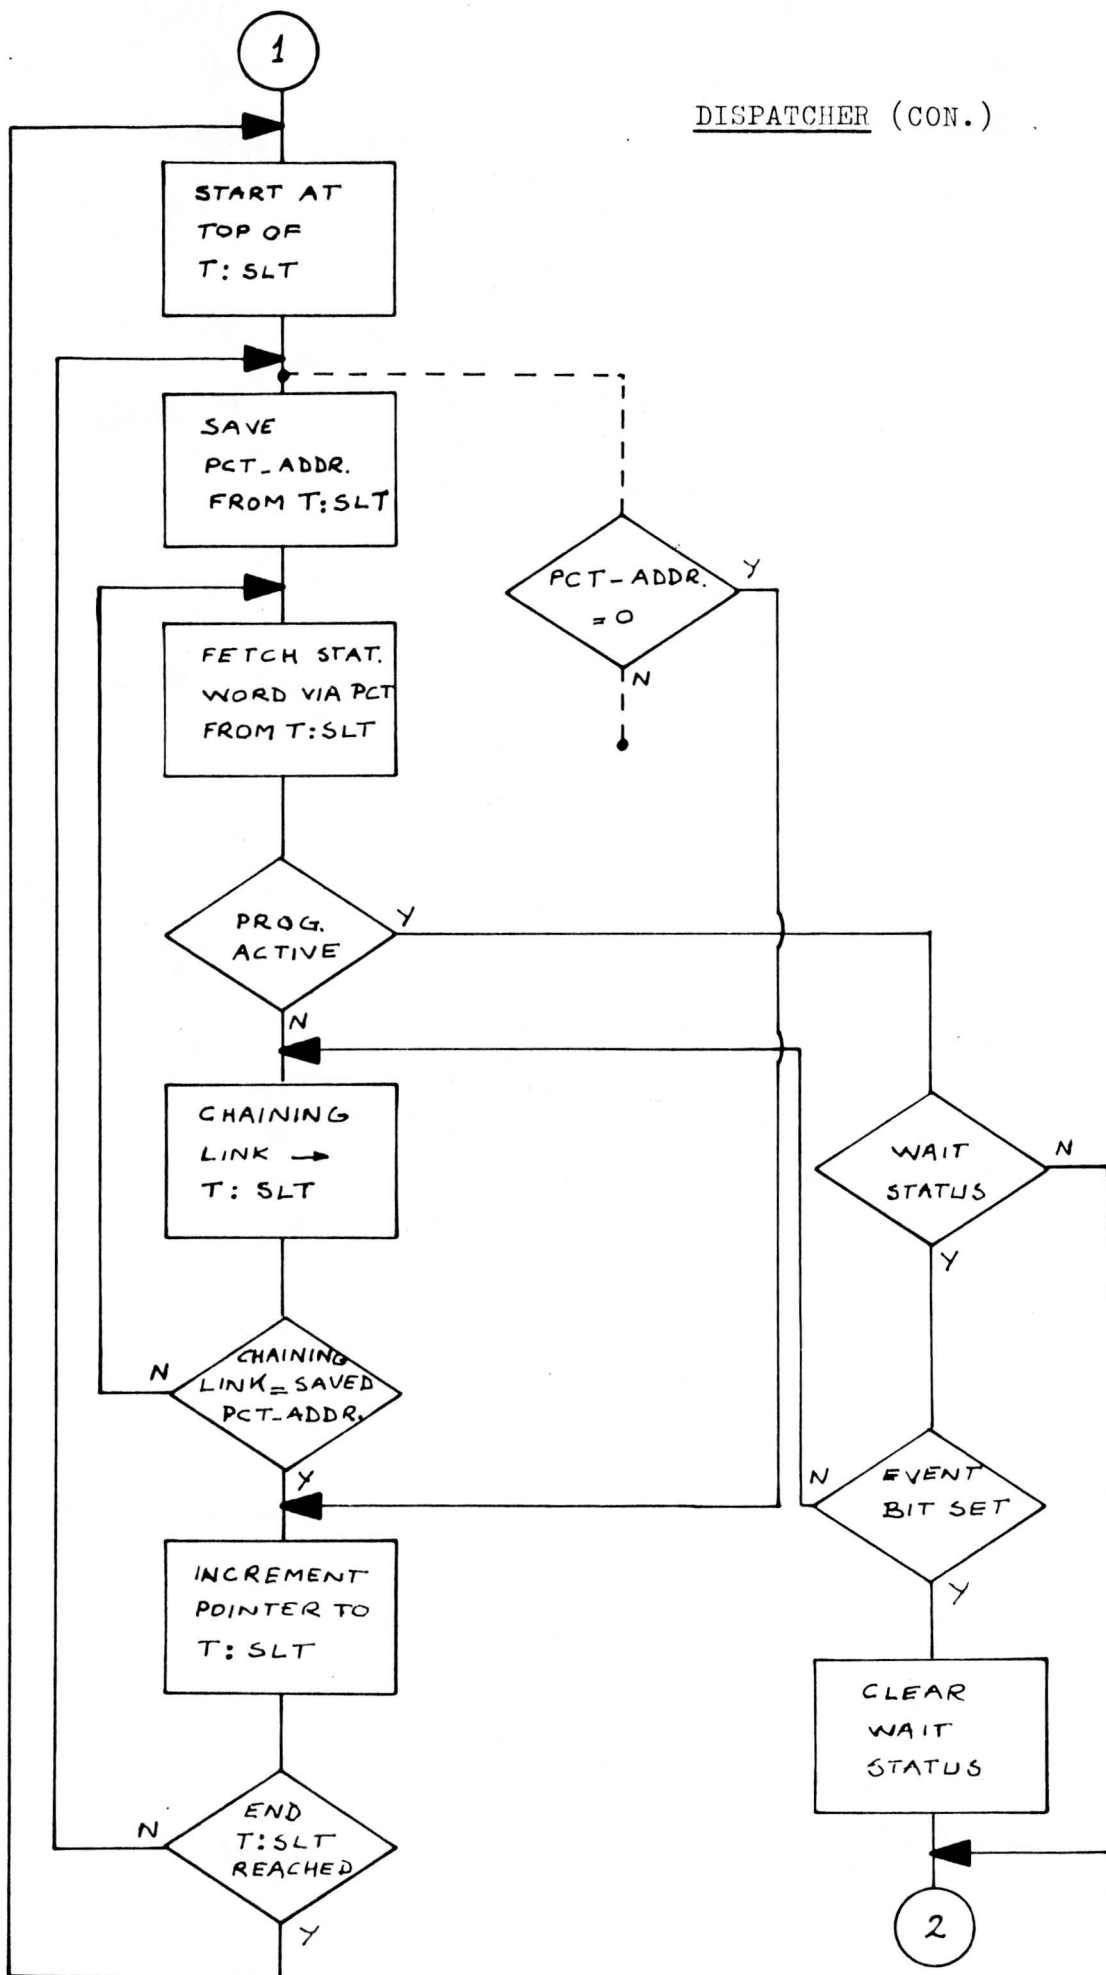 1
DISPATCHER (CON.)
START AT
TOP OF
T: SLT
SAVE
PCT_ADDR.
FROM T:SLT
PCT-ADDR.
= 0
Y
N
FETCH STAT.
WORD VIA PCT
FROM T:SLT
PROG.
ACTIVE
Y
N
CHAINING
LINK →
T: SLT
WAIT
STATUS
N
Y
CHAINING
LINK = SAVED
PCT_ADDR.
N
Y
EVENT
BIT SET
N
Y
INCREMENT
POINTER TO
T: SLT
CLEAR
WAIT
STATUS
END
T:SLT
REACHED
N
Y
2